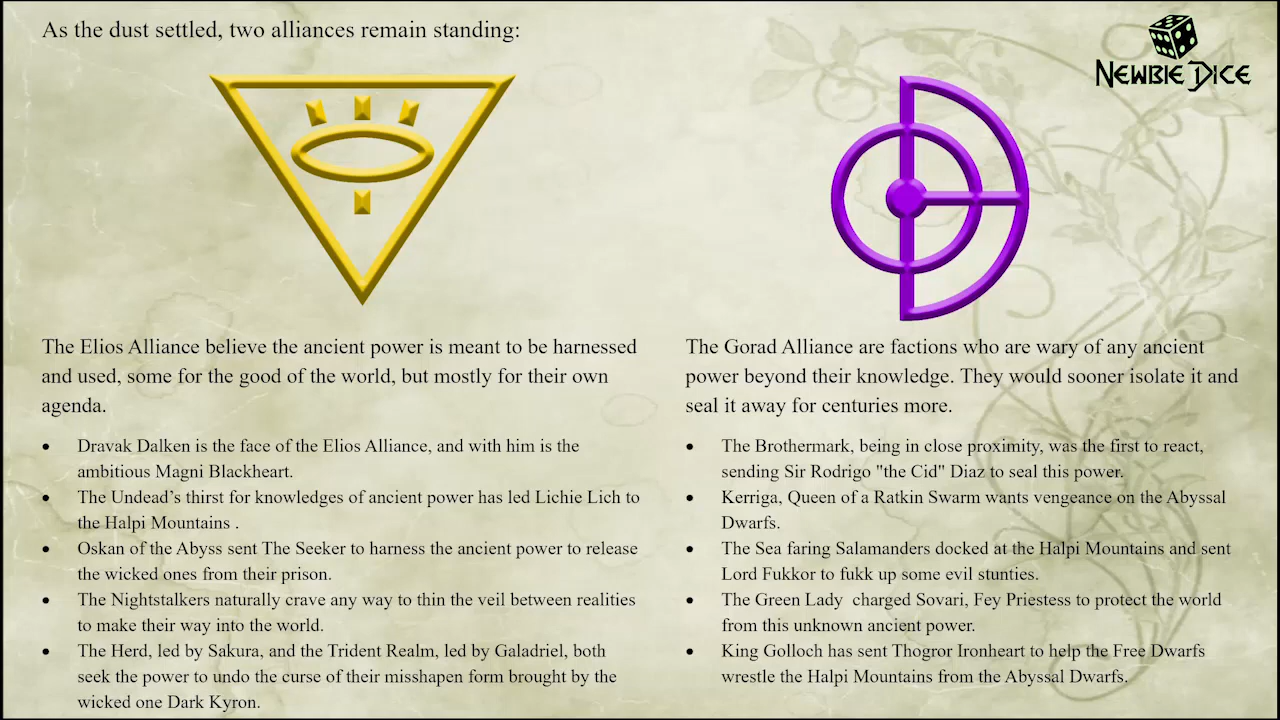 As the dust settled, two alliances remain standing:
NEWBIE DICE
The Elios Alliance believe the ancient power is meant to be harnessed
and used, some for the good of the world, but mostly for their own
agenda.
• Dravak Dalken is the face of the Elios Alliance, and with him is the
ambitious Magni Blackheart.
• The Undead’s thirst for knowledges of ancient power has led Lichie Lich to
the Halpi Mountains .
• Oskan of the Abyss sent The Seeker to harness the ancient power to release
the wicked ones from their prison.
• The Nightstalkers naturally crave any way to thin the veil between realities
to make their way into the world.
• The Herd, led by Sakura, and the Trident Realm, led by Galadriel, both
seek the power to undo the curse of their misshapen form brought by the
wicked one Dark Kyron.
The Gorad Alliance are factions who are wary of any ancient
power beyond their knowledge. They would sooner isolate it and
seal it away for centuries more.
• The Brothermark, being in close proximity, was the first to react,
sending Sir Rodrigo "the Cid" Diaz to seal this power.
• Kerriga, Queen of a Ratkin Swarm wants vengeance on the Abyssal
Dwarfs.
• The Sea faring Salamanders docked at the Halpi Mountains and sent
Lord Fukkor to fukk up some evil stunties.
• The Green Lady  charged Sovari, Fey Priestess to protect the world
from this unknown ancient power.
• King Golloch has sent Thogror Ironheart to help the Free Dwarfs
wrestle the Halpi Mountains from the Abyssal Dwarfs.